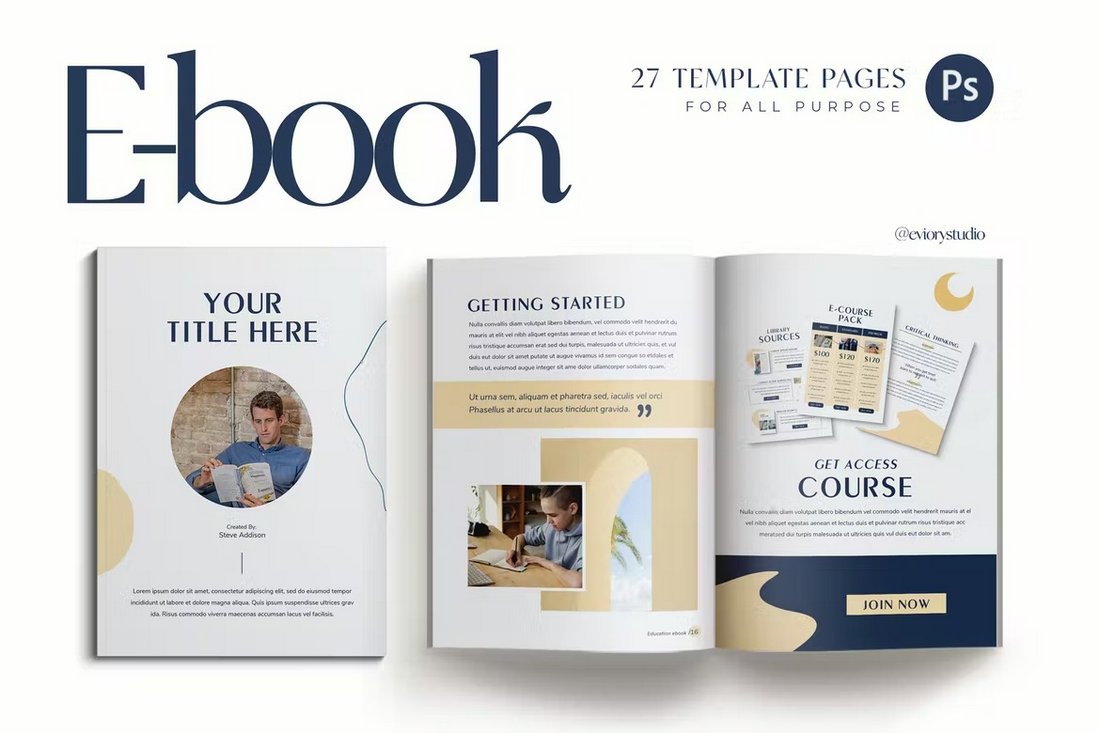 E-book
27 TEMPLATE PAGES
FOR ALL PURPOSE
Ps
@eviorystudio
YOUR
TITLE HERE
Created By:
Steve Addison
Lorem ipsum dolor sit amet, consectetur adipiscing elit, sed do eiusmod tempor
incididunt ut labore et dolore magna aliqua. Quis ipsum suspendisse ultrices grav
ida. Risus commodo viverra maecenas accumsan lacus vel facilisis.
GETTING STARTED
Nulla convallis diam volutpat libero bibendum, vel commodo velit hendrerit du
mauris at el vel nibh aliquet egestas aenean et lectus duis et pulvinar rutrum
risus tristique accumsan erat sed dui turpis, malesuada ut ultricies quis, et vul
duis eut dolor sit amet putate ut augue vivamus id sem congue so etdales et
tellus ut, euismod augue integer sit ame dolor ullamcorper sodales quam.
Ut urna sem, aliquam et pharetra sed, iaculis vel orci
Phasellus at arcu ut lacus tincidunt gravida. ”
Education ebook /16
LIBRARY
SOURCES
E-COURSE
PACK
$100 $120 $170
CRITICAL THINKING
GET ACCESS
COURSE
Nulla convallis diam volutpat libero bibendum vel commodo velit hendrerit mauris at el
vel nibh aliquet egestas aenean et lectus duis et pulvinar rutrum risus tristique acc
meratsed dui turpis malesuada ut ultricies quis vul duis eut dolor sit am.
JOIN NOW